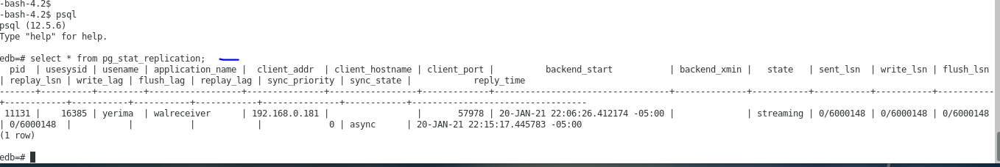 -bash-4.2$
-bash-4.2$ psql
psql (12.5.6)
Type "help" for help.
edb=# select * from pg_stat_replication;
  pid  | usesysid | usename | application_name |  client_addr  | client_hostname | client_port |          backend_start           | backend_xmin |   state   | sent_lsn  | write_lsn | flush_lsn
| replay_lsn | write_lag | flush_lag | replay_lag | sync_priority | sync_state |            reply_time
-------+----------+---------+------------------+---------------+-----------------+-------------+----------------------------------+--------------+-----------+-----------+-----------+-----------
+------------+-----------+-----------+------------+---------------+------------+----------------------------------
 11131 |    16385 | yerima  | walreceiver      | 192.168.0.181 |                 |       57978 | 20-JAN-21 22:06:26.412174 -05:00 |              | streaming | 0/6000148 | 0/6000148 | 0/6000148
| 0/6000148  |           |           |            |             0 | async      | 20-JAN-21 22:15:17.445783 -05:00
(1 row)
edb=#